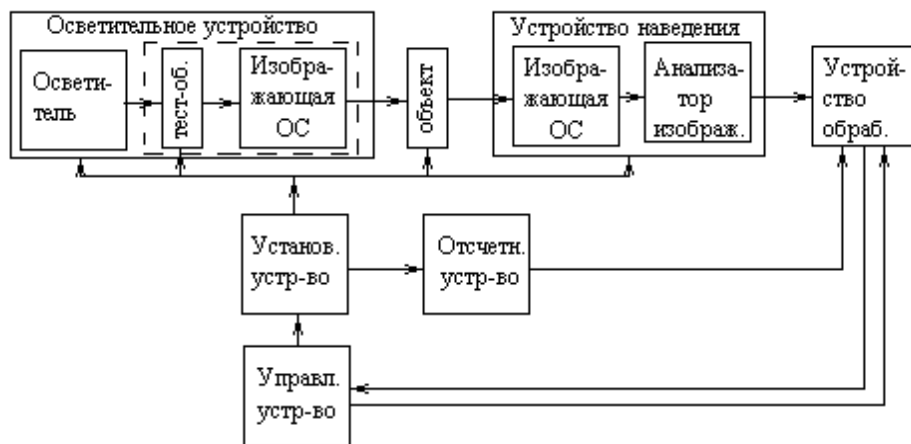 Осветительное устройство
Устройство наведения
Освети-
тель
тест-об.
Изобра-
жающая
ОС
объект
Изобра-
жающая
ОС
Анализа-
тор
изображ.
Устрой-
ство
обраб.
Установ.
устр-во
Отсчетн.
устр-во
Управл.
устр-во